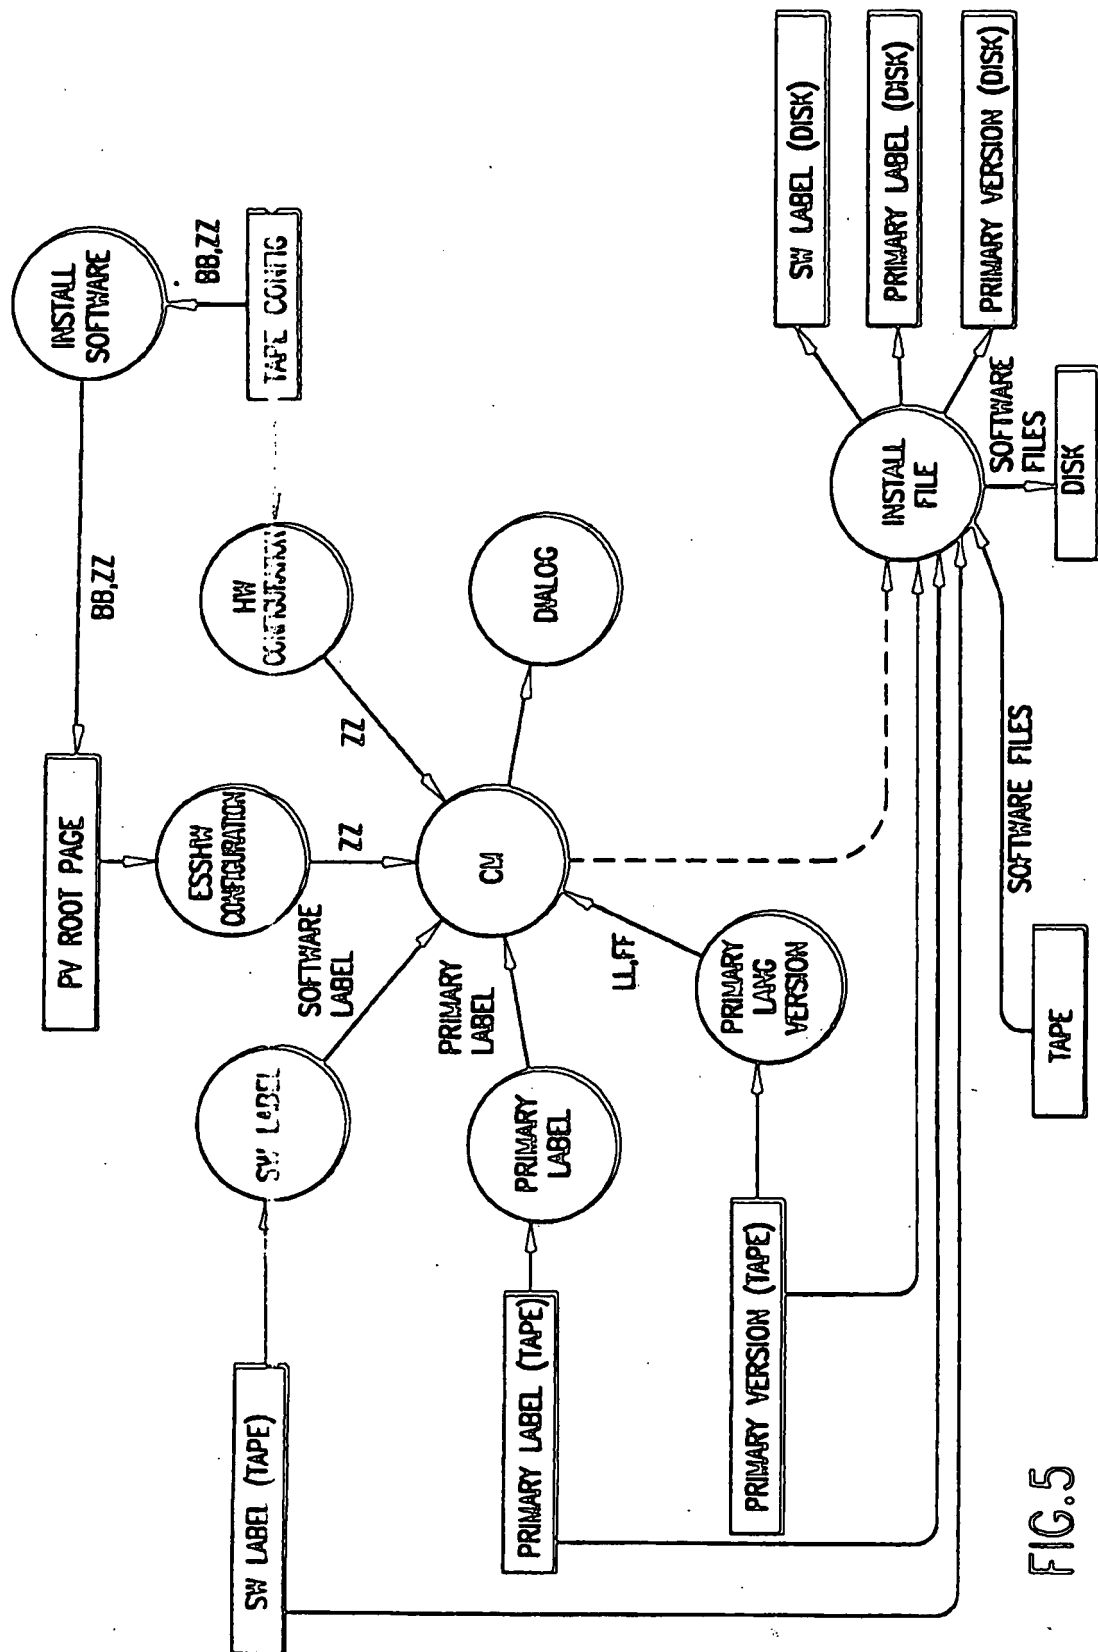 INSTALL
SOFTWARE
BB,ZZ
TAPE CONFIG
BB,ZZ
PV ROOT PAGE
HW
CONFIGURATION
ESSHW
CONFIGURATION
ZZ
ZZ
DIALOG
CM
SW LABEL (TAPE)
SW LABEL
SOFTWARE
LABEL
PRIMARY LABEL (TAPE)
PRIMARY
LABEL
PRIMARY
LABEL
PRIMARY VERSION (TAPE)
PRIMARY
LANG
VERSION
LL,FF
SW LABEL (DISK)
PRIMARY LABEL (DISK)
PRIMARY VERSION (DISK)
INSTALL
FILE
SOFTWARE
FILES
DISK
TAPE
SOFTWARE FILES
FIG.5